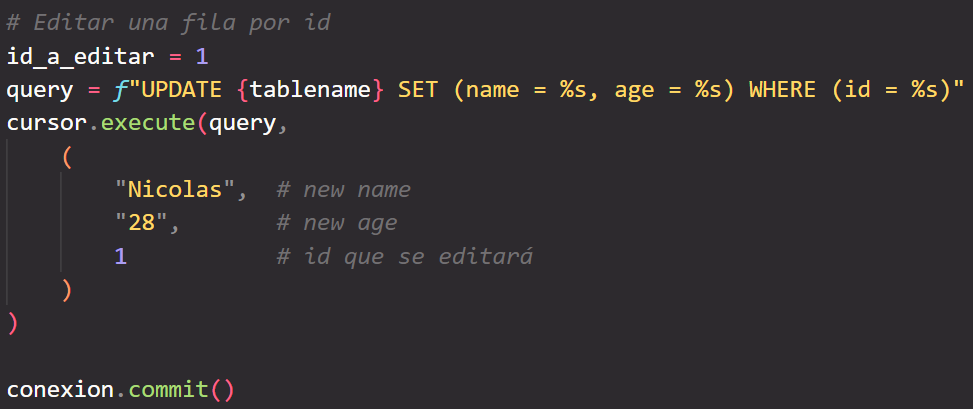 # Editar una fila por id
id_a_editar = 1
query = f"UPDATE {tablename} SET (name = %s, age = %s) WHERE (id = %s)"
cursor.execute(query,
    (
        "Nicolas",  # new name
        "28",       # new age
        1           # id que se editará
    )
)

conexion.commit()